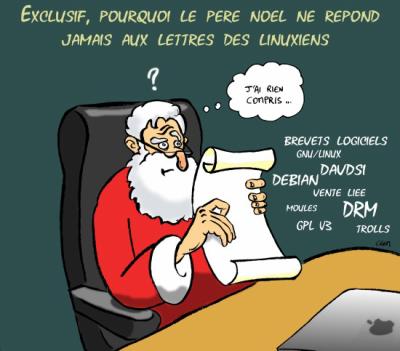 EXCLUSIF, POURQUOI LE PERE NOEL NE REPOND
JAMAIS AUX LETTRES DES LINUXIENS
?
J'AI RIEN
COMPRIS...
BREVETS LOGICIELS
GNU/LINUX
DAVDSI
DEBIAN
VENTE LIEE
MOULES
DRM
GPL V3
TROLLS